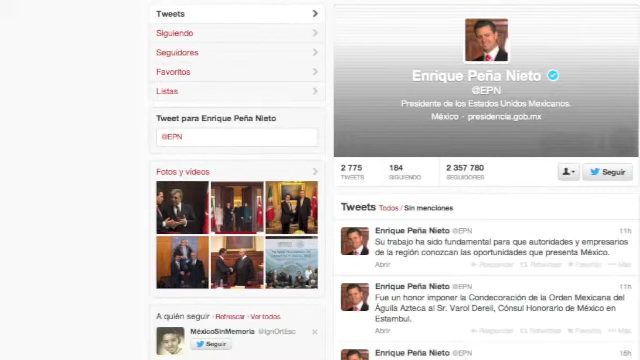 Tweets
Siguiendo
Seguidores
Favoritos
Listas
Tweet para Enrique Peña Nieto
@EPN
Fotos y videos
A quién seguir · Refrescar · Ver todos
MéxicoSinMemoria @IgnOrtEsc
Seguir
Enrique Peña Nieto
@EPN
Presidente de los Estados Unidos Mexicanos.
México · presidencia.gob.mx
2 775 184 2 357 780
TWEETS SIGUIENDO SEGUIDORES
Seguir
Tweets Todos / Sin menciones
Enrique Peña Nieto @EPN 11h
Su trabajo ha sido fundamental para que autoridades y empresarios
de la región conozcan las oportunidades que presenta México.
Abrir Responder Retwittear Favorito Más
Enrique Peña Nieto @EPN 11h
Fue un honor imponer la Condecoración de la Orden Mexicana del
Águila Azteca al Sr. Varol Dereli, Cónsul Honorario de México en
Estambul.
Abrir Responder Retwittear Favorito Más
Enrique Peña Nieto @EPN 16h